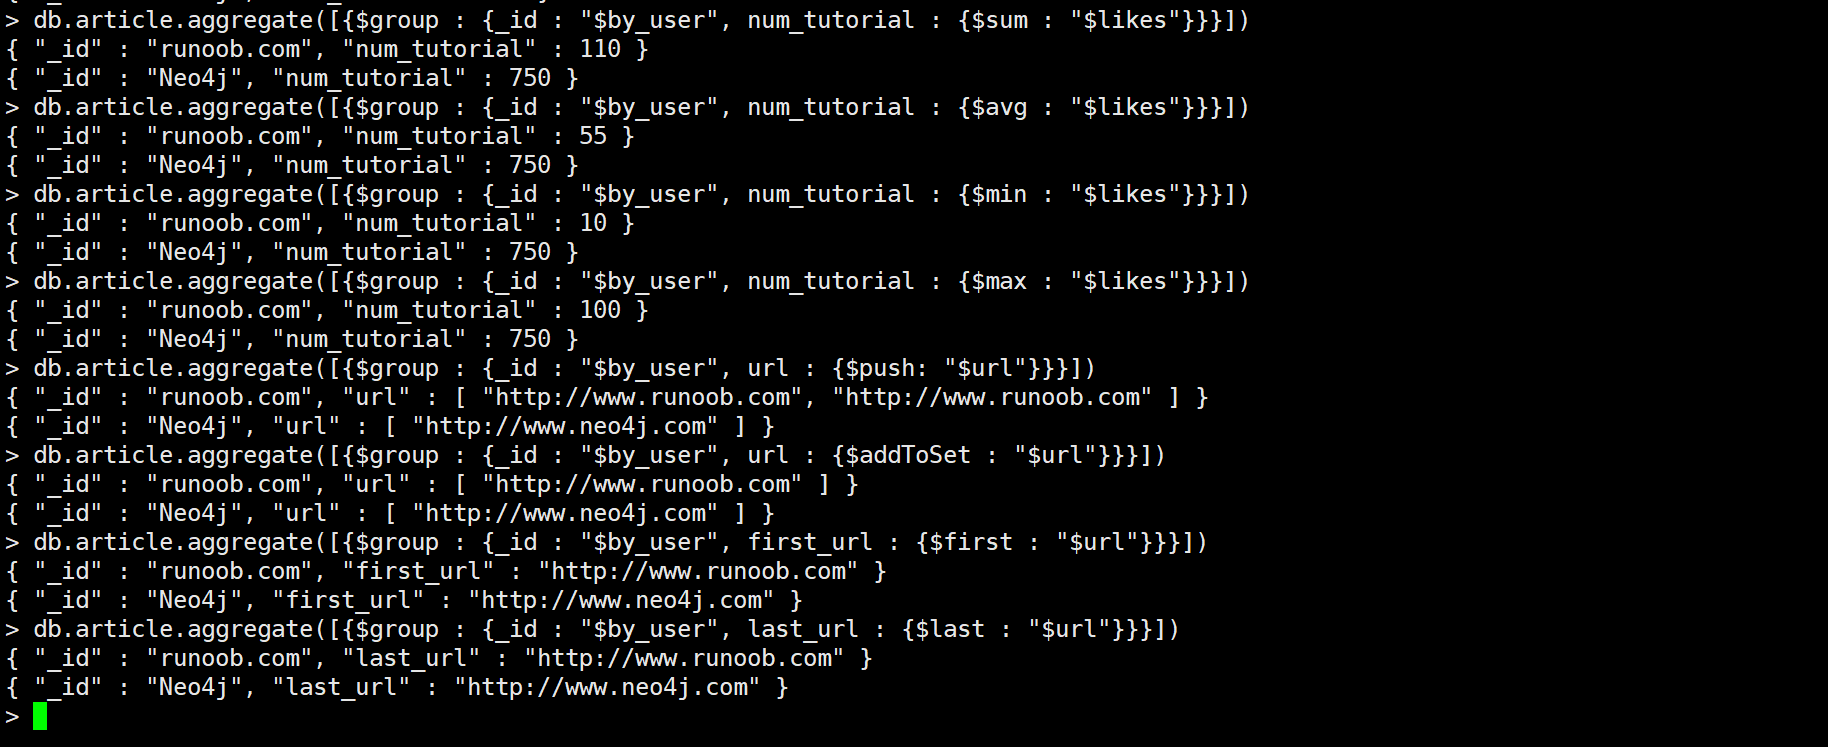 > db.article.aggregate([{$group : {_id : "$by_user", num_tutorial : {$sum : "$likes"}}}])
{ "_id" : "runoob.com", "num_tutorial" : 110 }
{ "_id" : "Neo4j", "num_tutorial" : 750 }
> db.article.aggregate([{$group : {_id : "$by_user", num_tutorial : {$avg : "$likes"}}}])
{ "_id" : "runoob.com", "num_tutorial" : 55 }
{ "_id" : "Neo4j", "num_tutorial" : 750 }
> db.article.aggregate([{$group : {_id : "$by_user", num_tutorial : {$min : "$likes"}}}])
{ "_id" : "runoob.com", "num_tutorial" : 10 }
{ "_id" : "Neo4j", "num_tutorial" : 750 }
> db.article.aggregate([{$group : {_id : "$by_user", num_tutorial : {$max : "$likes"}}}])
{ "_id" : "runoob.com", "num_tutorial" : 100 }
{ "_id" : "Neo4j", "num_tutorial" : 750 }
> db.article.aggregate([{$group : {_id : "$by_user", url : {$push: "$url"}}}])
{ "_id" : "runoob.com", "url" : [ "http://www.runoob.com", "http://www.runoob.com" ] }
{ "_id" : "Neo4j", "url" : [ "http://www.neo4j.com" ] }
> db.article.aggregate([{$group : {_id : "$by_user", url : {$addToSet : "$url"}}}])
{ "_id" : "runoob.com", "url" : [ "http://www.runoob.com" ] }
{ "_id" : "Neo4j", "url" : [ "http://www.neo4j.com" ] }
> db.article.aggregate([{$group : {_id : "$by_user", first_url : {$first : "$url"}}}])
{ "_id" : "runoob.com", "first_url" : "http://www.runoob.com" }
{ "_id" : "Neo4j", "first_url" : "http://www.neo4j.com" }
> db.article.aggregate([{$group : {_id : "$by_user", last_url : {$last : "$url"}}}])
{ "_id" : "runoob.com", "last_url" : "http://www.runoob.com" }
{ "_id" : "Neo4j", "last_url" : "http://www.neo4j.com" }
>